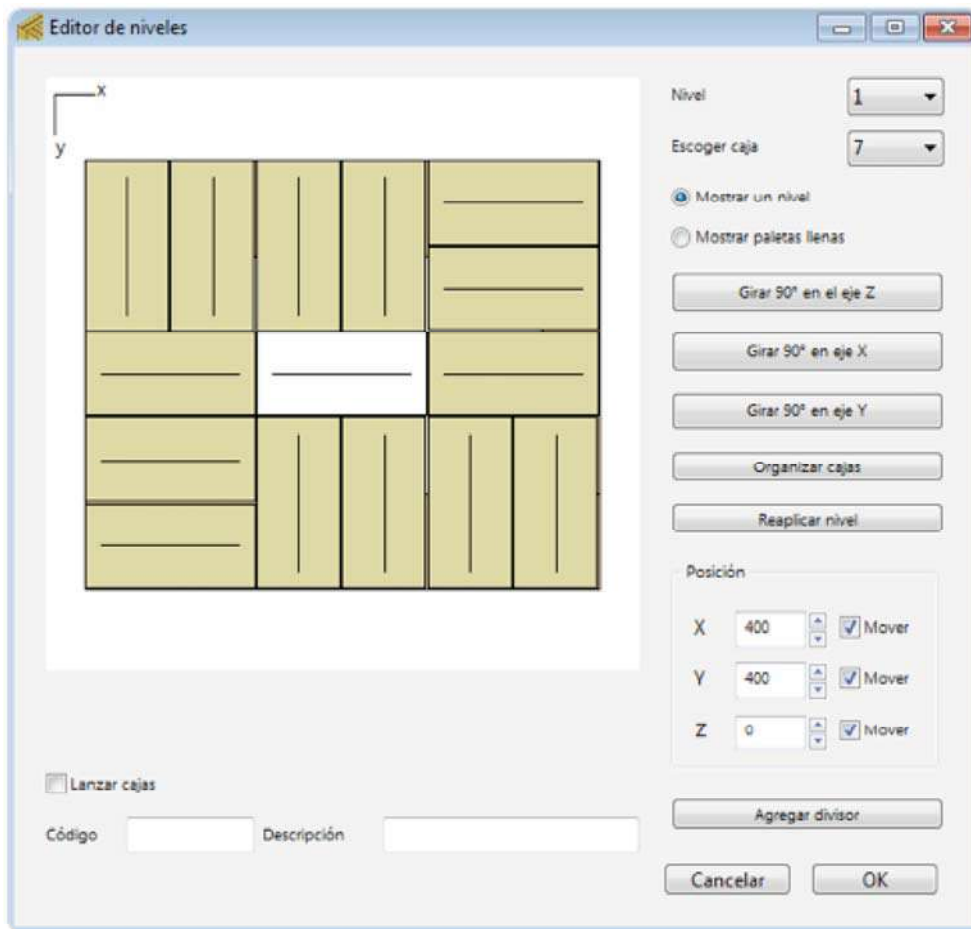 Editor de niveles
x
y
Nivel 1
Escoger caja 7
Mostrar un nivel
Mostrar paletas llenas
Girar 90° en el eje Z
Girar 90° en eje X
Girar 90° en eje Y
Organizar cajas
Reaplicar nivel
Posición
X 400 Mover
Y 400 Mover
Z 0 Mover
Lanzar cajas
Código Descripción
Agregar divisor
Cancelar OK